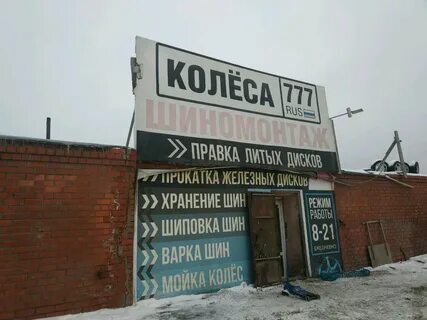 КОЛЁСА 777
RUS
ШИНОМОНТАЖ
>> ПРАВКА ЛИТЫХ ДИСКОВ
ПРОКАТКА ЖЕЛЕЗНЫХ ДИСКОВ
>> ХРАНЕНИЕ ШИН
>> ШИПОВКА ШИН
>> ВАРКА ШИН
>> МОЙКА КОЛЁС
РЕЖИМ
РАБОТЫ
8-21
ЕЖЕДНЕВНО